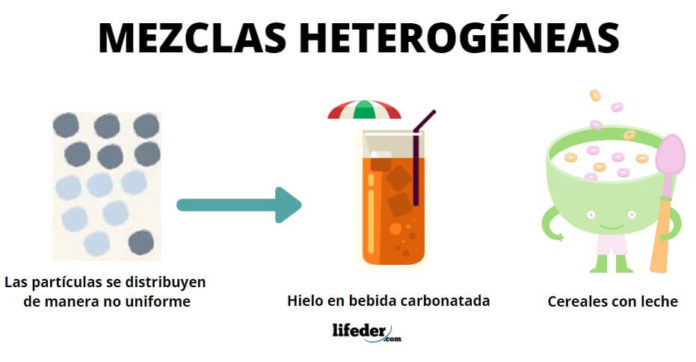 MEZCLAS HETEROGÉNEAS
Las partículas se distribuyen
de manera no uniforme
Hielo en bebida carbonatada
Cereales con leche
lifeder
.com